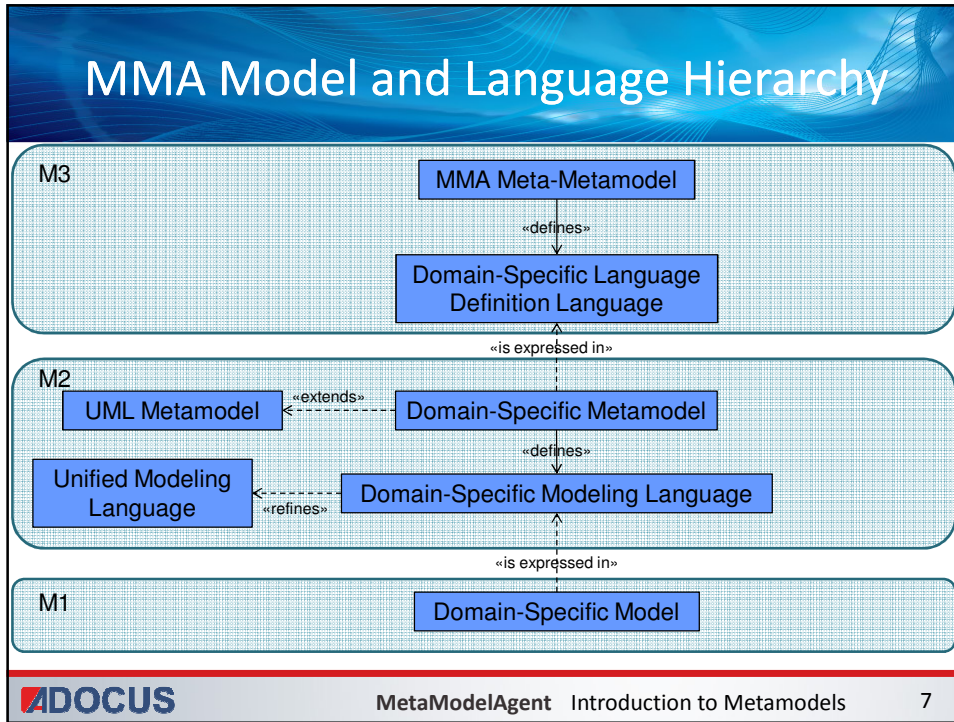 MMA Model and Language Hierarchy
M3
MMA Meta-Metamodel
«defines»
Domain-Specific Language
Definition Language
«is expressed in»
M2
UML Metamodel
«extends»
Domain-Specific Metamodel
«defines»
Unified Modeling
Language
«refines»
Domain-Specific Modeling Language
«is expressed in»
M1
Domain-Specific Model
ADOCUS
MetaModelAgent Introduction to Metamodels 7